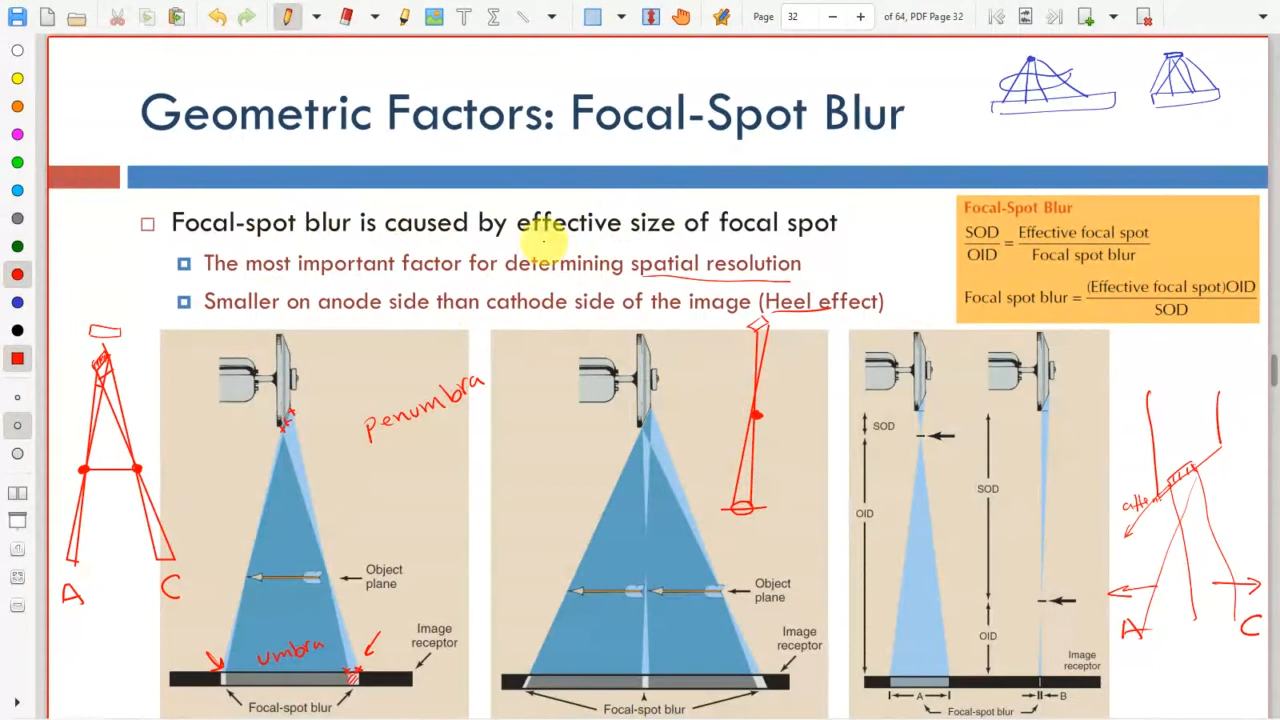 Page 32 of 64, PDF Page 32
Geometric Factors: Focal-Spot Blur
Focal-spot blur is caused by effective size of focal spot
The most important factor for determining spatial resolution
Smaller on anode side than cathode side of the image (Heel effect)
Focal-Spot Blur
SOD / OID = Effective focal spot / Focal spot blur
Focal spot blur = (Effective focal spot)OID / SOD
A
C
penumbra
umbra
Object
plane
Image
receptor
Focal-spot blur
Object
plane
Image
receptor
Focal-spot blur
SOD
OID
SOD
OID
Image
receptor
A
B
Focal-spot blur
A
C